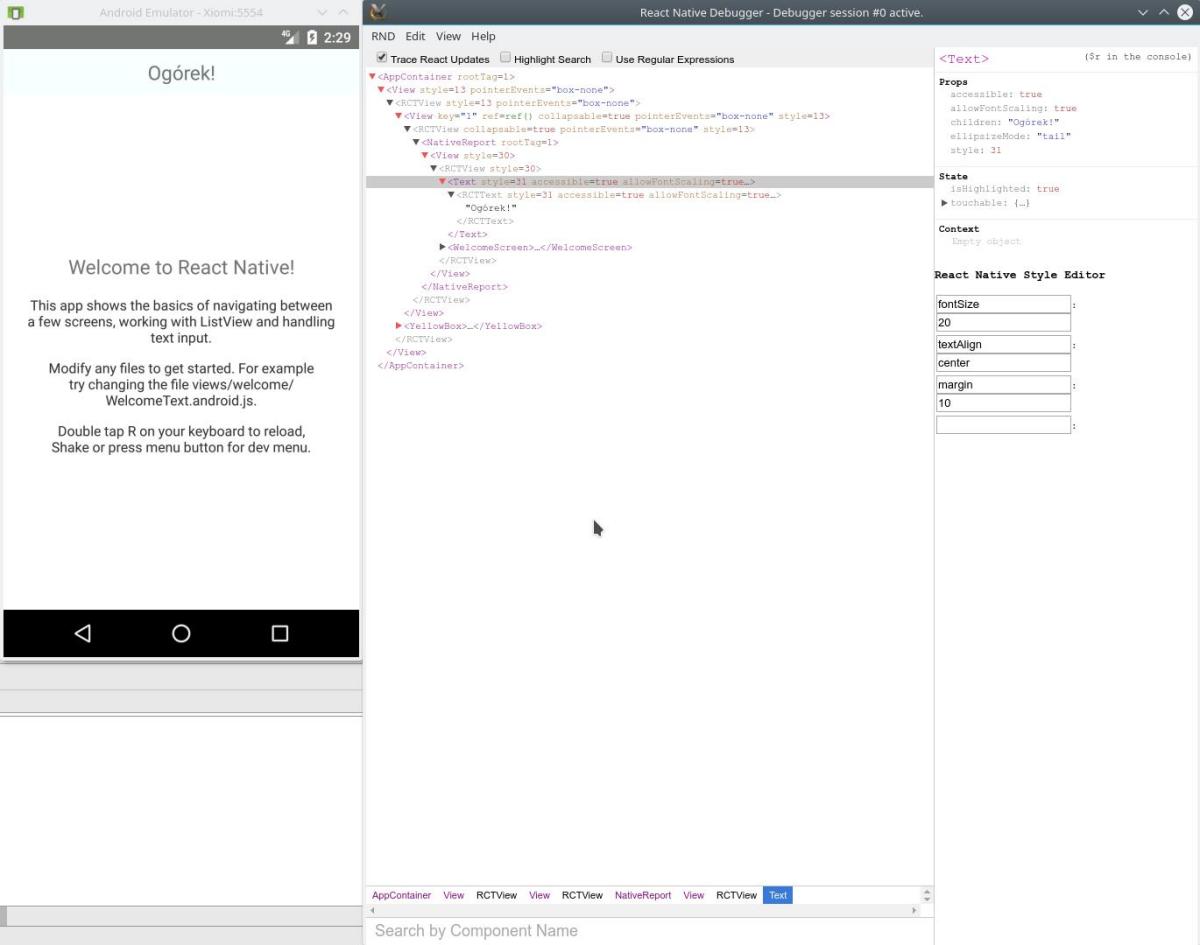 Android Emulator - Xiomi:5554
4G 2:29
Ogórek!
Welcome to React Native!
This app shows the basics of navigating between
a few screens, working with ListView and handling
text input.
Modify any files to get started. For example
try changing the file views/welcome/
WelcomeText.android.js.
Double tap R on your keyboard to reload,
Shake or press menu button for dev menu.
React Native Debugger - Debugger session #0 active.
RND Edit View Help
Trace React Updates Highlight Search Use Regular Expressions
<AppContainer rootTag=1>
<View style=13 pointerEvents="box-none">
<RCTView style=13 pointerEvents="box-none">
<View key="1" ref=ref() collapsable=true pointerEvents="box-none" style=13>
<RCTView collapsable=true pointerEvents="box-none" style=13>
<NativeReport rootTag=1>
<View style=30>
<RCTView style=30>
<Text style=31 accessible=true allowFontScaling=true…>
<RCTText style=31 accessible=true allowFontScaling=true…>
"Ogórek!"
</RCTText>
</Text>
<WelcomeScreen>…</WelcomeScreen>
</RCTView>
</View>
</NativeReport>
</RCTView>
</View>
<YellowBox>…</YellowBox>
</RCTView>
</View>
</AppContainer>
AppContainer View RCTView View RCTView NativeReport View RCTView Text
Search by Component Name
<Text> ($r in the console)
Props
accessible: true
allowFontScaling: true
children: "Ogórek!"
ellipsizeMode: "tail"
style: 31
State
isHighlighted: true
touchable: {…}
Context
Empty object
React Native Style Editor
fontSize :
20
textAlign :
center
margin :
10
: